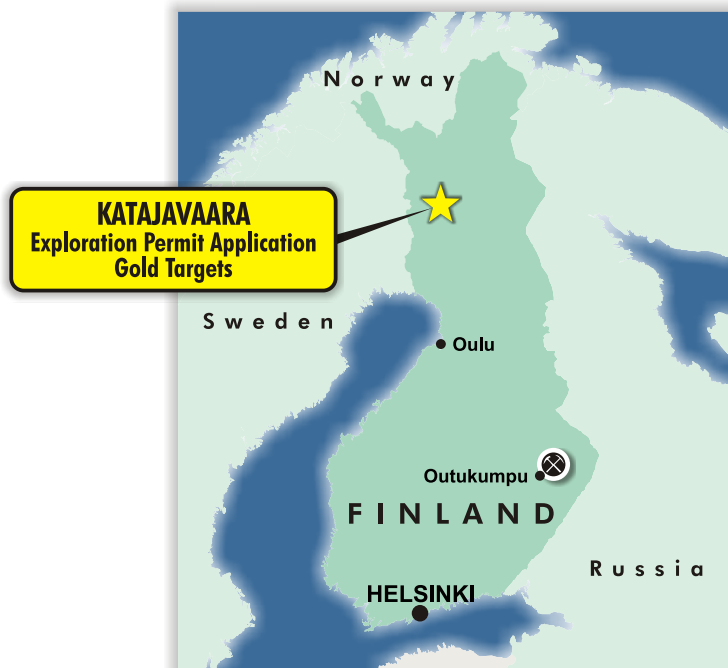 Norway
KATAJAVAARA
Exploration Permit Application
Gold Targets
Sweden
Oulu
Outukumpu
FINLAND
Russia
HELSINKI